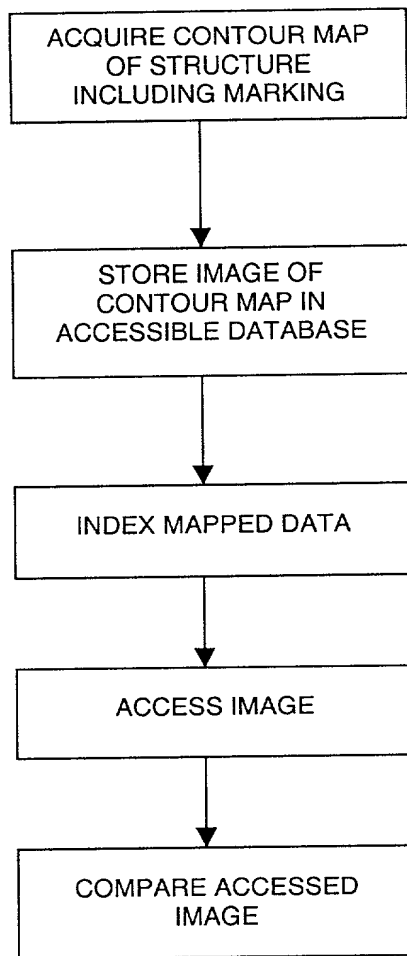 ACQUIRE CONTOUR MAP
OF STRUCTURE
INCLUDING MARKING
STORE IMAGE OF
CONTOUR MAP IN
ACCESSIBLE DATABASE
INDEX MAPPED DATA
ACCESS IMAGE
COMPARE ACCESSED
IMAGE